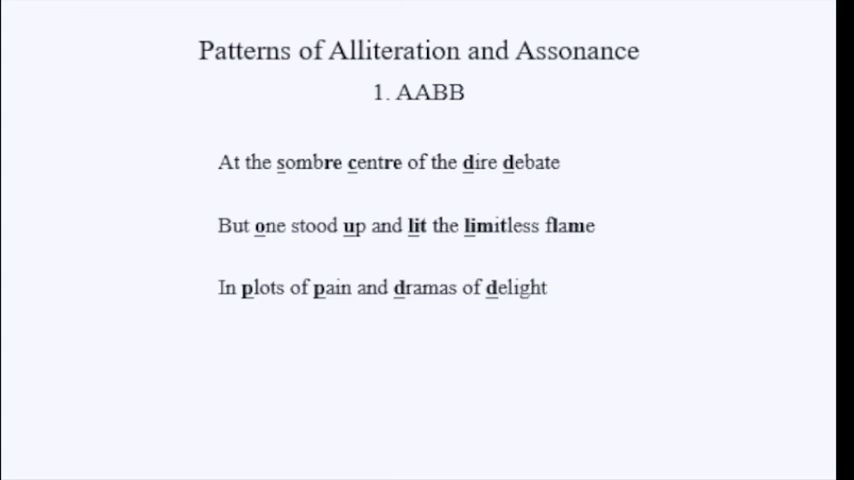 Patterns of Alliteration and Assonance
1. AABB
At the sombre centre of the dire debate
But one stood up and lit the limitless flame
In plots of pain and dramas of delight